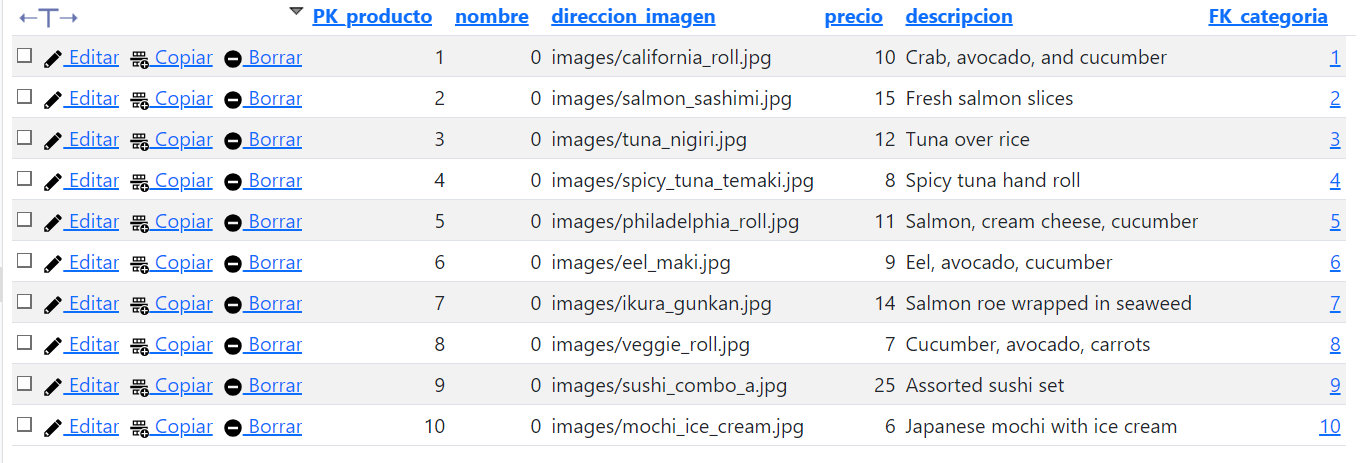 ←T→ PK_producto nombre direccion_imagen precio descripcion FK_categoria
Editar Copiar Borrar 1 0 images/california_roll.jpg 10 Crab, avocado, and cucumber 1
Editar Copiar Borrar 2 0 images/salmon_sashimi.jpg 15 Fresh salmon slices 2
Editar Copiar Borrar 3 0 images/tuna_nigiri.jpg 12 Tuna over rice 3
Editar Copiar Borrar 4 0 images/spicy_tuna_temaki.jpg 8 Spicy tuna hand roll 4
Editar Copiar Borrar 5 0 images/philadelphia_roll.jpg 11 Salmon, cream cheese, cucumber 5
Editar Copiar Borrar 6 0 images/eel_maki.jpg 9 Eel, avocado, cucumber 6
Editar Copiar Borrar 7 0 images/ikura_gunkan.jpg 14 Salmon roe wrapped in seaweed 7
Editar Copiar Borrar 8 0 images/veggie_roll.jpg 7 Cucumber, avocado, carrots 8
Editar Copiar Borrar 9 0 images/sushi_combo_a.jpg 25 Assorted sushi set 9
Editar Copiar Borrar 10 0 images/mochi_ice_cream.jpg 6 Japanese mochi with ice cream 10